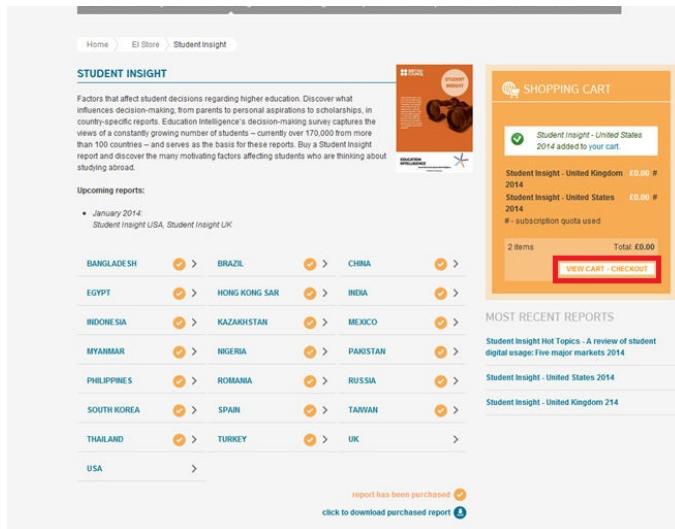 Home
EI Store
Student Insight
STUDENT INSIGHT
Factors that affect student decisions regarding higher education. Discover what
influences decision-making, from parents to personal aspirations to scholarships, in
country-specific reports. Education Intelligence's decision-making survey captures the
views of a constantly growing number of students – currently over 170,000 from more
than 100 countries – and serves as the basis for these reports. Buy a Student Insight
report and discover the many motivating factors affecting students who are thinking about
studying abroad.
Upcoming reports:
January 2014:
Student Insight USA, Student Insight UK
BRITISH COUNCIL
STUDENT INSIGHT
EDUCATION INTELLIGENCE
BANGLADESH
BRAZIL
CHINA
EGYPT
HONG KONG SAR
INDIA
INDONESIA
KAZAKHSTAN
MEXICO
MYANMAR
NIGERIA
PAKISTAN
PHILIPPINES
ROMANIA
RUSSIA
SOUTH KOREA
SPAIN
TAIWAN
THAILAND
TURKEY
UK
USA
report has been purchased
click to download purchased report
SHOPPING CART
Student Insight - United States
2014 added to your cart.
Student Insight - United Kingdom £0.00 #
2014
Student Insight - United States £0.00 #
2014
# - subscription quota used
2 items Total: £0.00
VIEW CART - CHECKOUT
MOST RECENT REPORTS
Student Insight Hot Topics - A review of student
digital usage: Five major markets 2014
Student Insight - United States 2014
Student Insight - United Kingdom 214